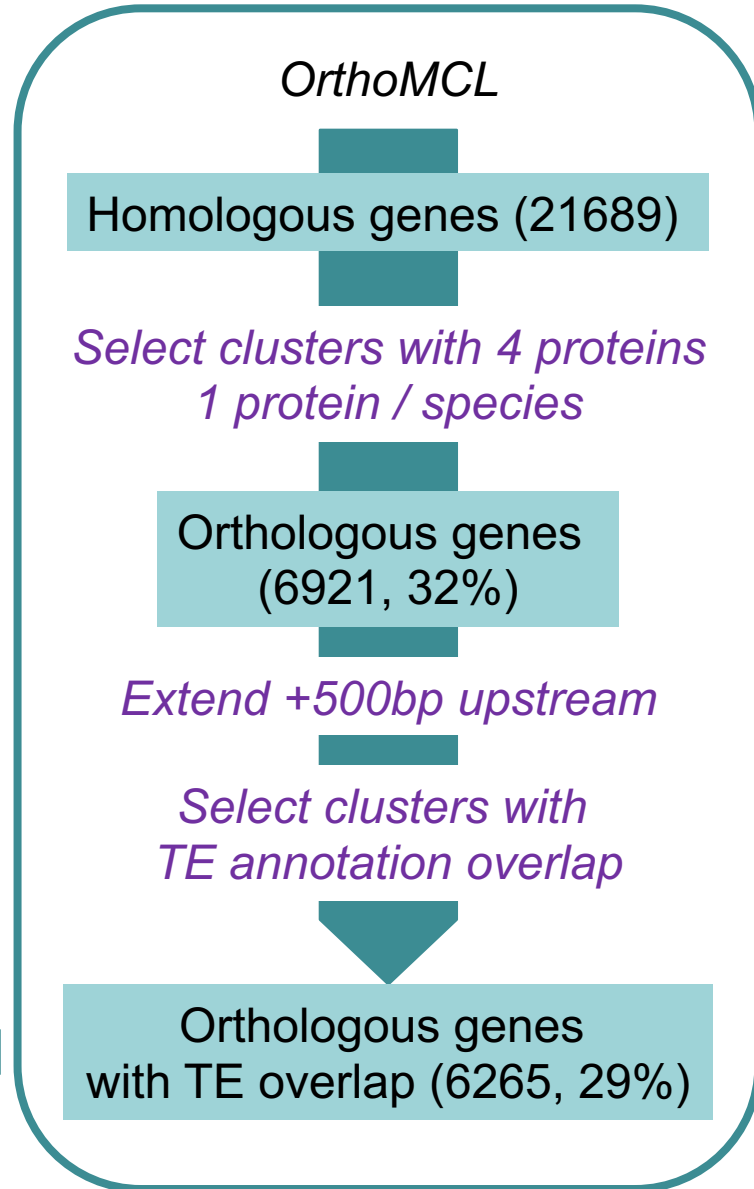 OrthoMCL
Homologous genes (21689)
Select clusters with 4 proteins
1 protein / species
Orthologous genes
(6921, 32%)
Extend +500bp upstream
Select clusters with
TE annotation overlap
Orthologous genes
with TE overlap (6265, 29%)